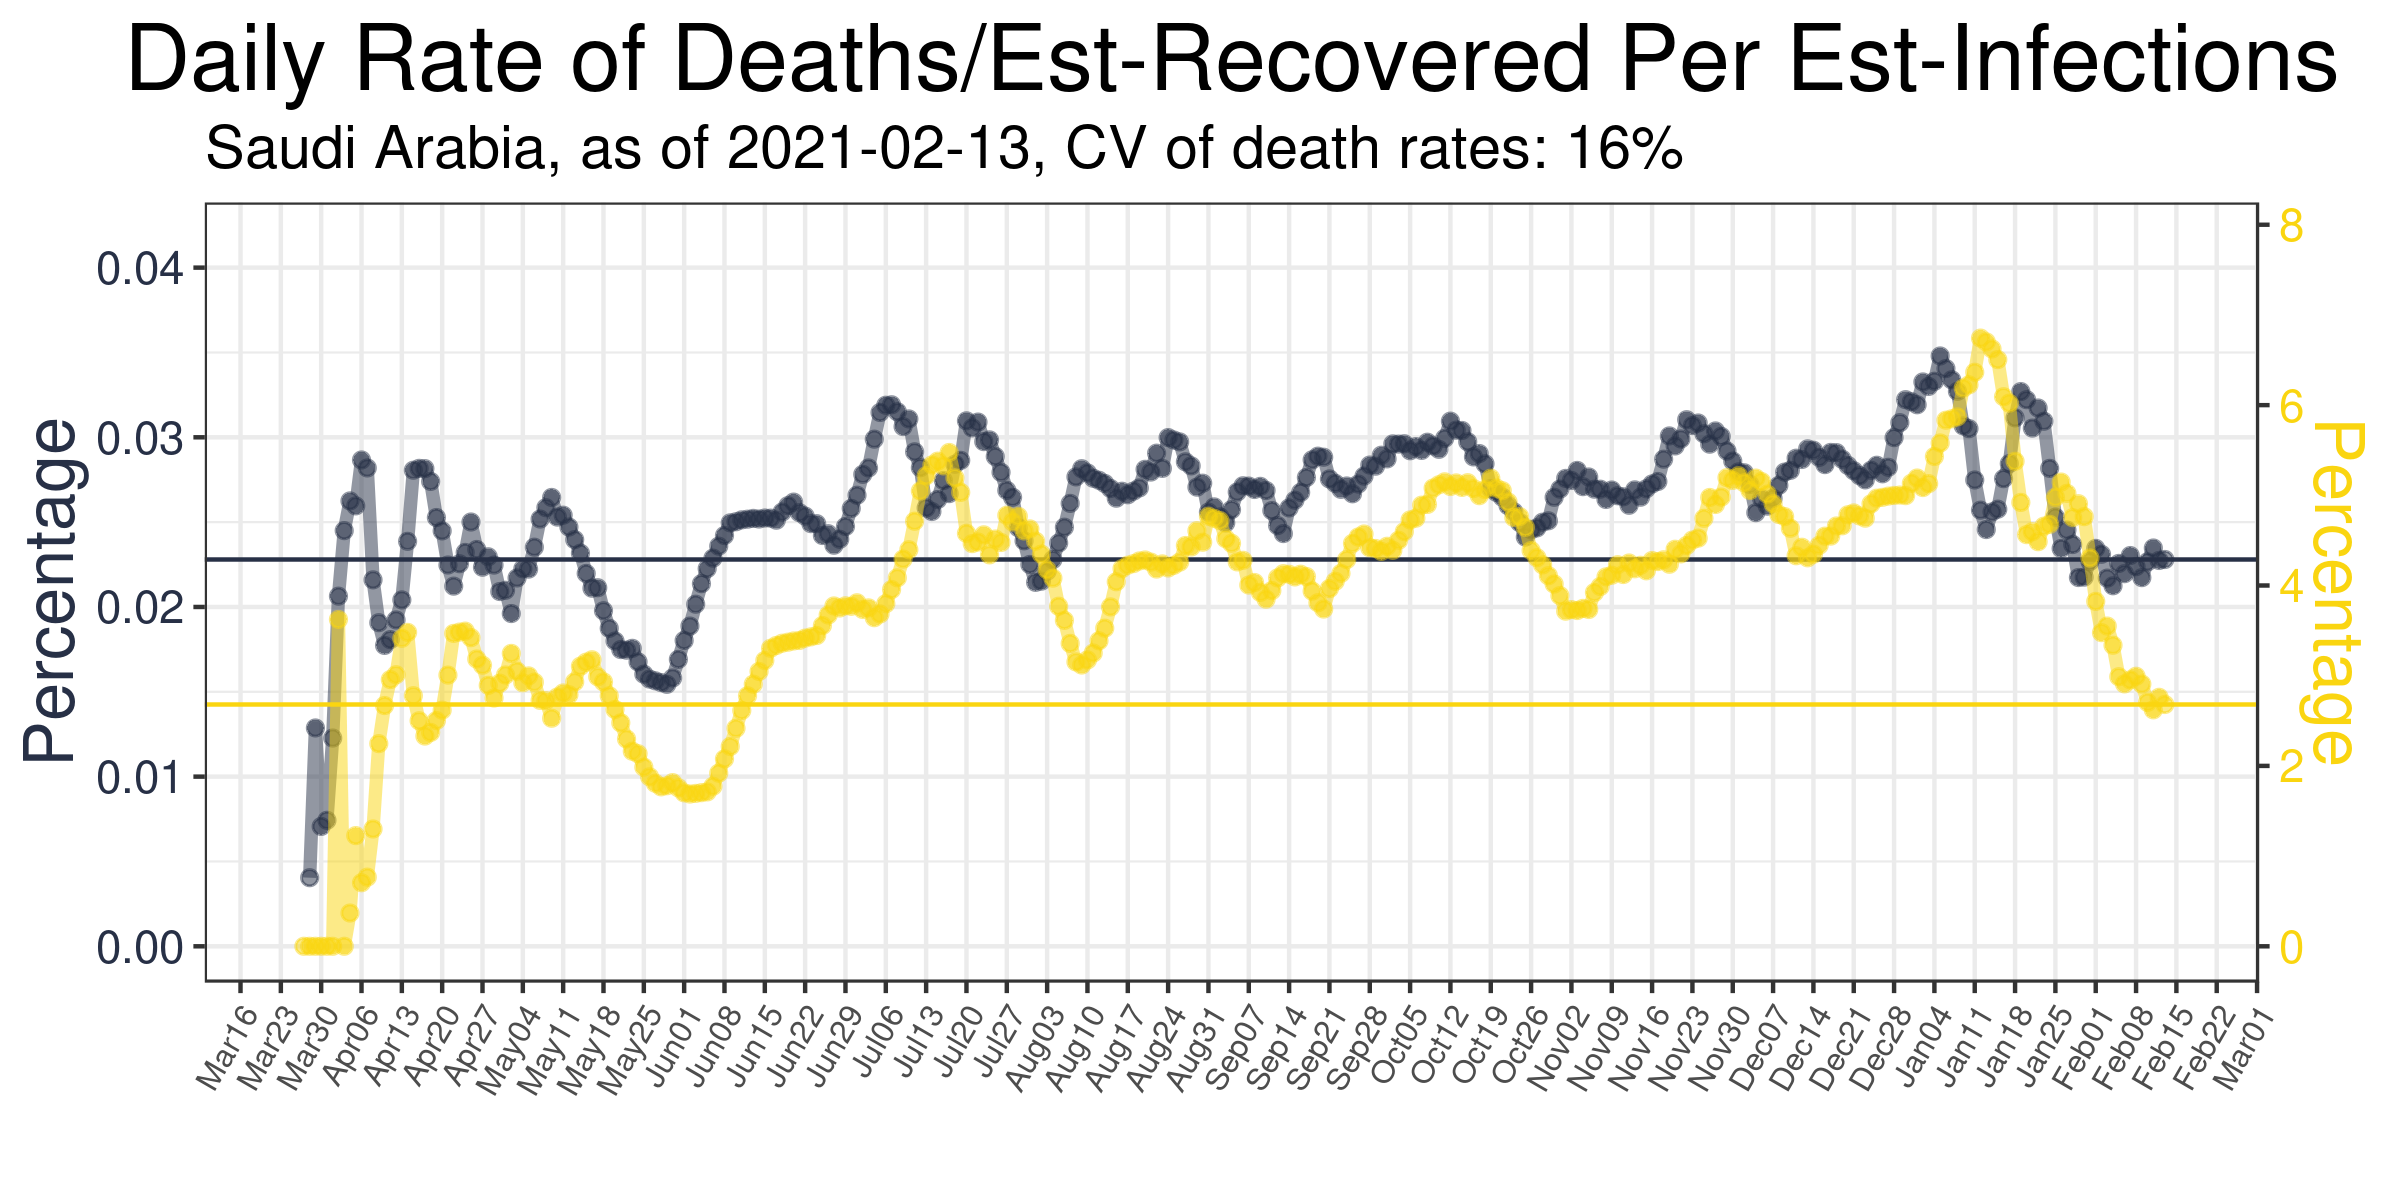 Daily Rate of Deaths/Est-Recovered Per Est-Infections
Saudi Arabia, as of 2021-02-13, CV of death rates: 16%
Percentage
0.04
0.03
0.02
0.01
0.00
8
6
4
2
0
Percentage
Mar16
Mar23
Mar30
Apr06
Apr13
Apr20
Apr27
May04
May11
May18
May25
Jun01
Jun08
Jun15
Jun22
Jun29
Jul06
Jul13
Jul20
Jul27
Aug03
Aug10
Aug17
Aug24
Aug31
Sep07
Sep14
Sep21
Sep28
Oct05
Oct12
Oct19
Oct26
Nov02
Nov09
Nov16
Nov23
Nov30
Dec07
Dec14
Dec21
Dec28
Jan04
Jan11
Jan18
Jan25
Feb01
Feb08
Feb15
Feb22
Mar01